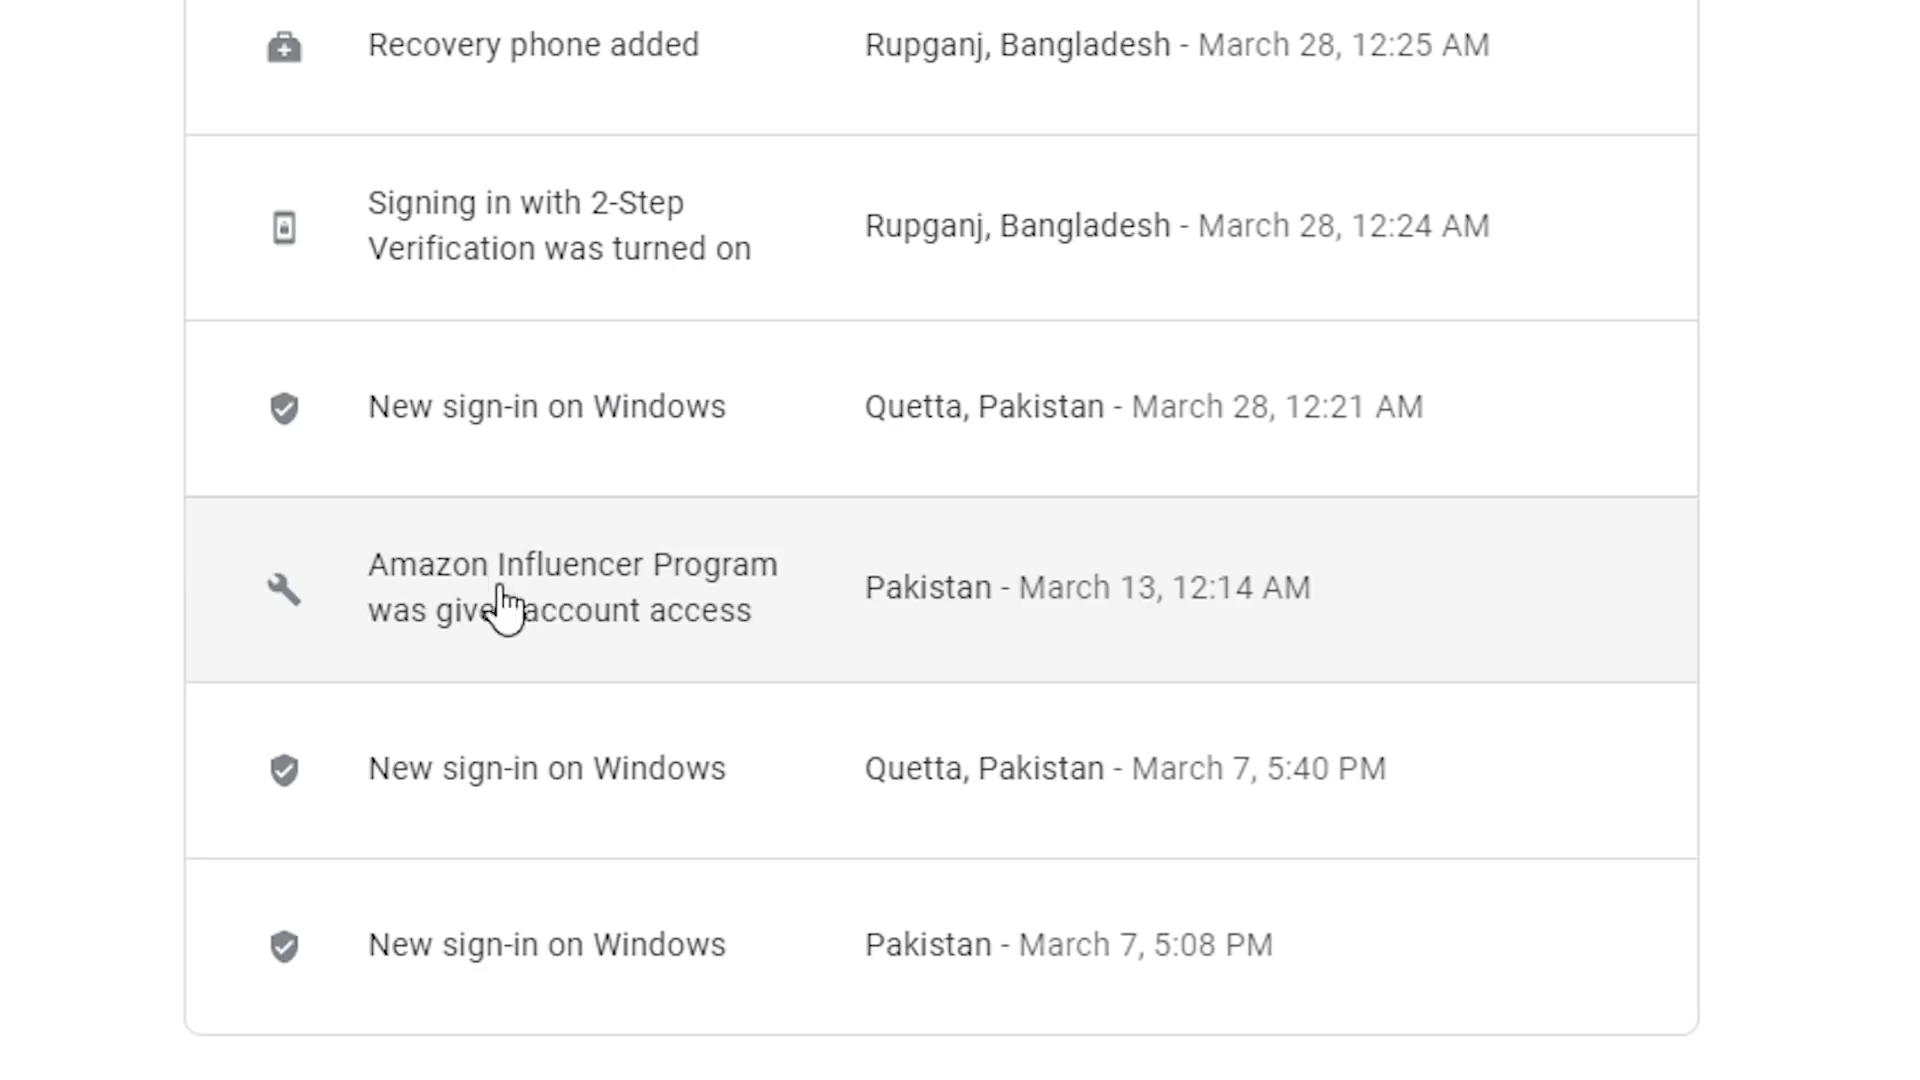 Recovery phone added
Rupganj, Bangladesh - March 28, 12:25 AM
Signing in with 2-Step
Verification was turned on
Rupganj, Bangladesh - March 28, 12:24 AM
New sign-in on Windows
Quetta, Pakistan - March 28, 12:21 AM
Amazon Influencer Program
was give account access
Pakistan - March 13, 12:14 AM
New sign-in on Windows
Quetta, Pakistan - March 7, 5:40 PM
New sign-in on Windows
Pakistan - March 7, 5:08 PM